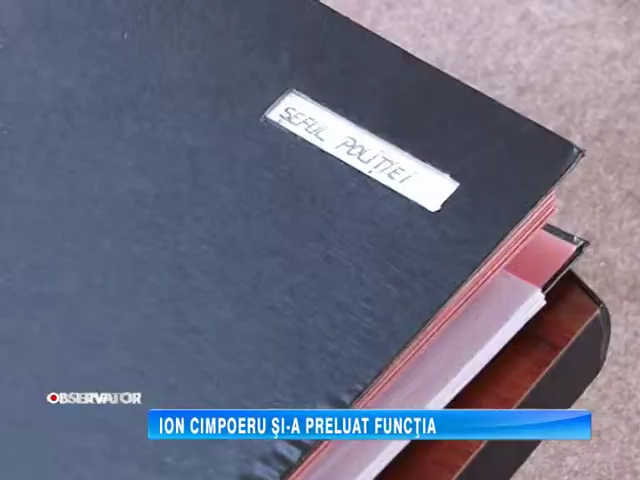 ŞEFUL POLIŢIEI
OBSERVATOR
ION CIMPOERU ŞI-A PRELUAT FUNCŢIA